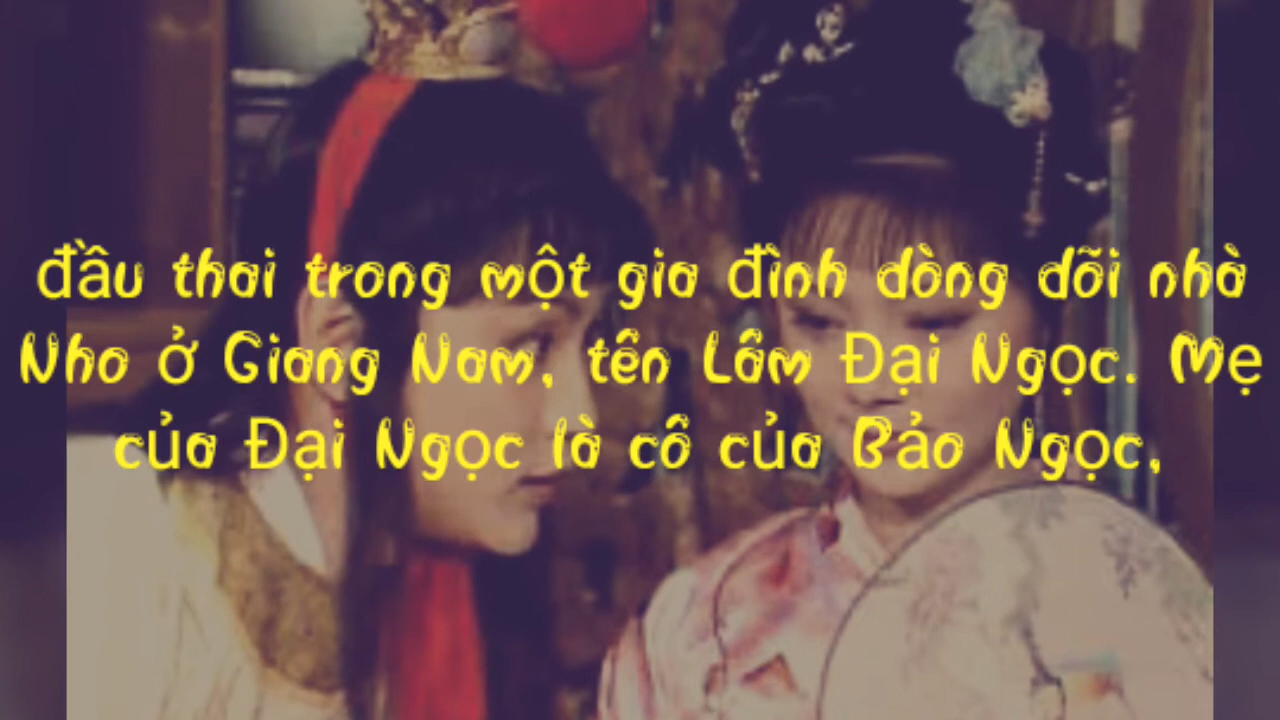 đầu thai trong một gia đình dòng dõi nhà
Nho ở Giang Nam, tên Lâm Đại Ngọc. Mẹ
của Đại Ngọc là cô của Bảo Ngọc,